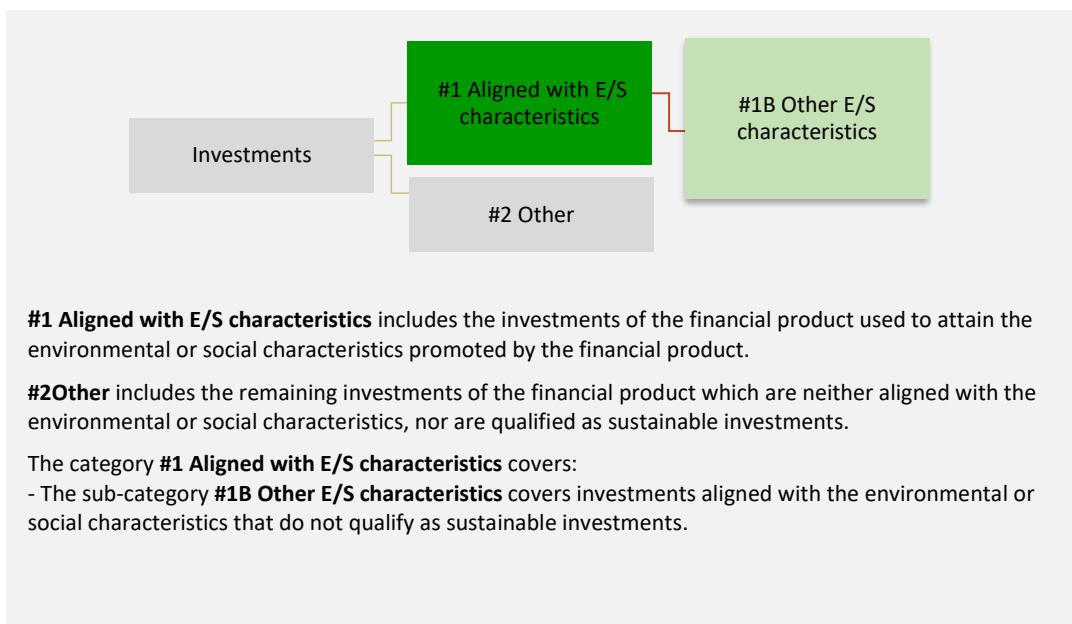 #1 Aligned with E/S
characteristics
#1B Other E/S
characteristics
Investments
#2 Other
#1 Aligned with E/S characteristics includes the investments of the financial product used to attain the
environmental or social characteristics promoted by the financial product.
#2Other includes the remaining investments of the financial product which are neither aligned with the
environmental or social characteristics, nor are qualified as sustainable investments.
The category #1 Aligned with E/S characteristics covers:
- The sub-category #1B Other E/S characteristics covers investments aligned with the environmental or
social characteristics that do not qualify as sustainable investments.